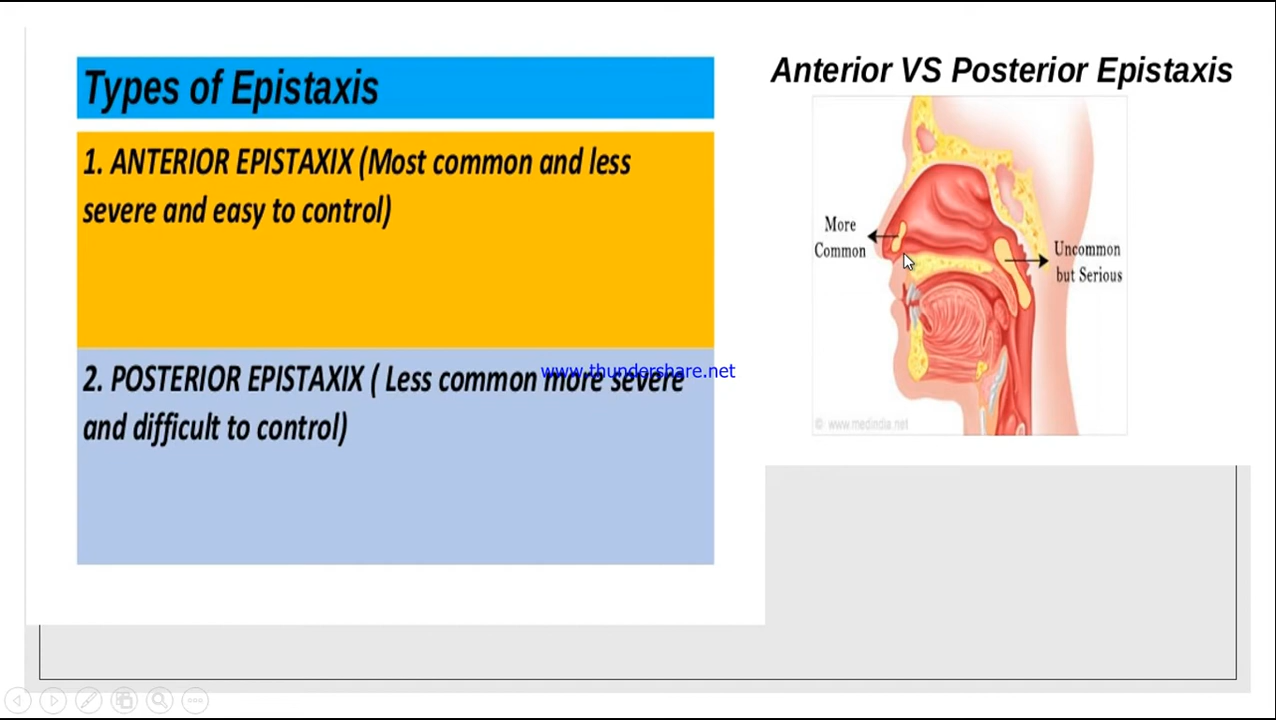 Types of Epistaxis
1. ANTERIOR EPISTAXIX (Most common and less
severe and easy to control)
2. POSTERIOR EPISTAXIX ( Less common more severe
and difficult to control)
www.thundershare.net
Anterior VS Posterior Epistaxis
More
Common
Uncommon
but Serious
© www.medindia.net